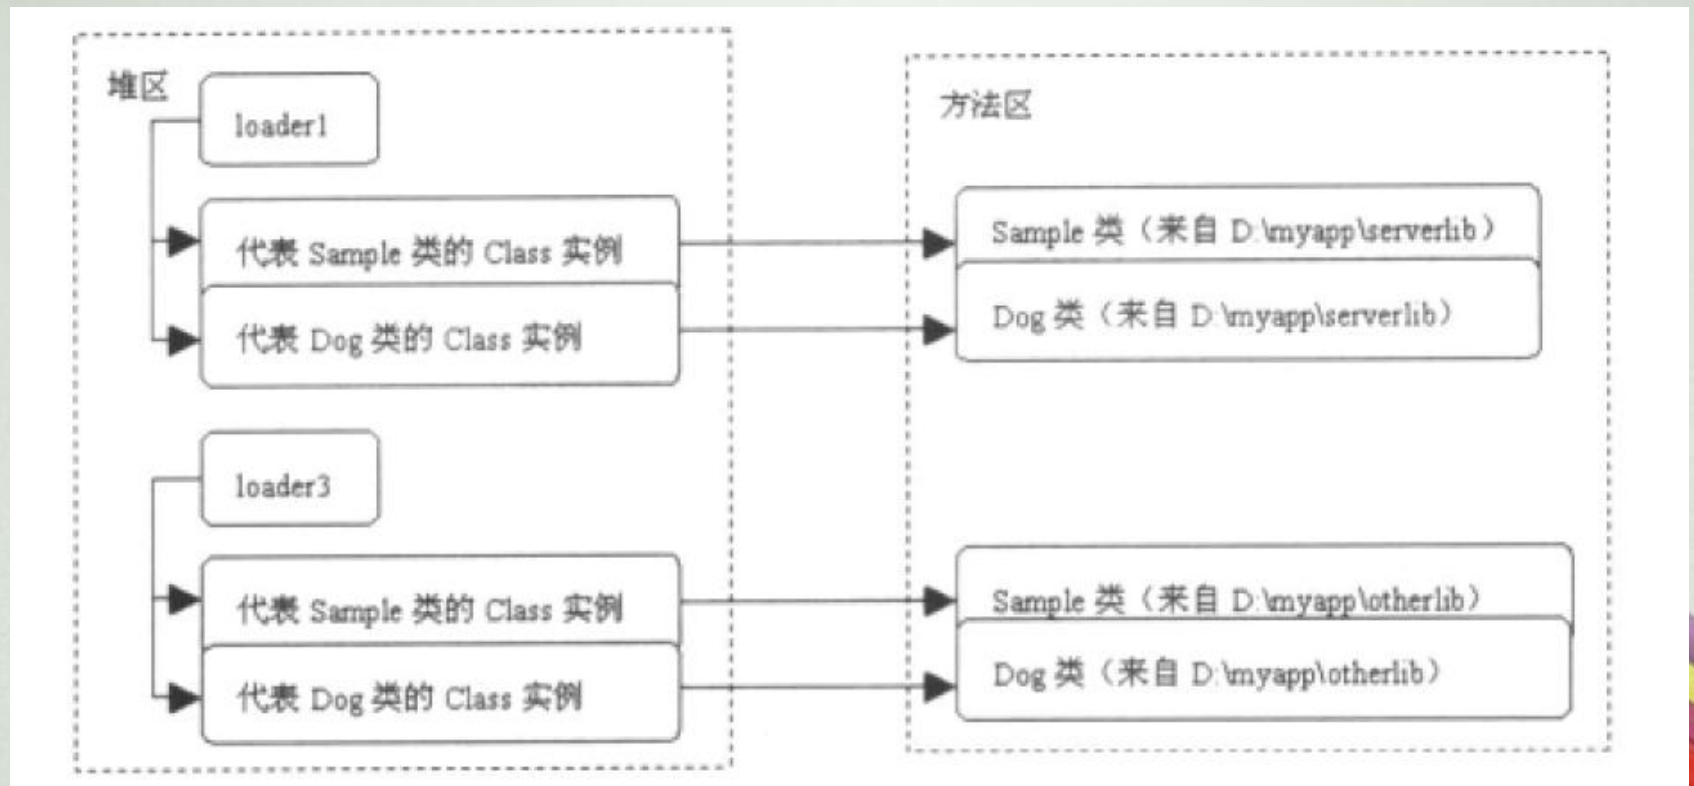 堆区
loader1
代表 Sample 类的 Class 实例
代表 Dog 类的 Class 实例
loader3
代表 Sample 类的 Class 实例
代表 Dog 类的 Class 实例
方法区
Sample 类（来自 D:\myapp\serverlib）
Dog 类（来自 D:\myapp\serverlib）
Sample 类（来自 D:\myapp\otherlib）
Dog 类（来自 D:\myapp\otherlib）